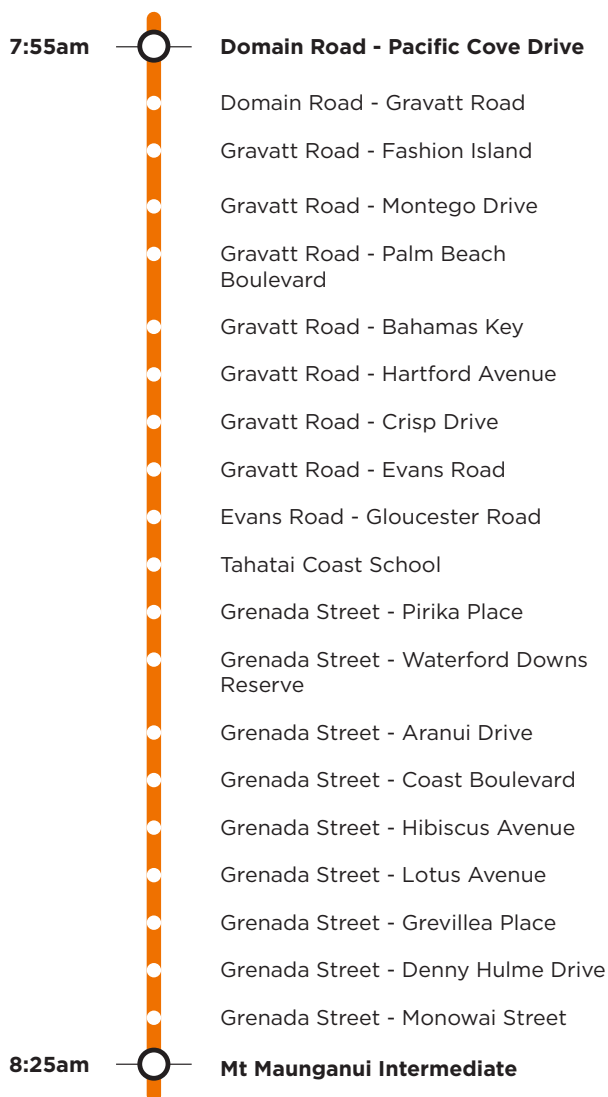 7:55am Domain Road - Pacific Cove Drive
Domain Road - Gravatt Road
Gravatt Road - Fashion Island
Gravatt Road - Montego Drive
Gravatt Road - Palm Beach
Boulevard
Gravatt Road - Bahamas Key
Gravatt Road - Hartford Avenue
Gravatt Road - Crisp Drive
Gravatt Road - Evans Road
Evans Road - Gloucester Road
Tahatai Coast School
Grenada Street - Pirika Place
Grenada Street - Waterford Downs
Reserve
Grenada Street - Aranui Drive
Grenada Street - Coast Boulevard
Grenada Street - Hibiscus Avenue
Grenada Street - Lotus Avenue
Grenada Street - Grevillea Place
Grenada Street - Denny Hulme Drive
Grenada Street - Monowai Street
8:25am Mt Maunganui Intermediate